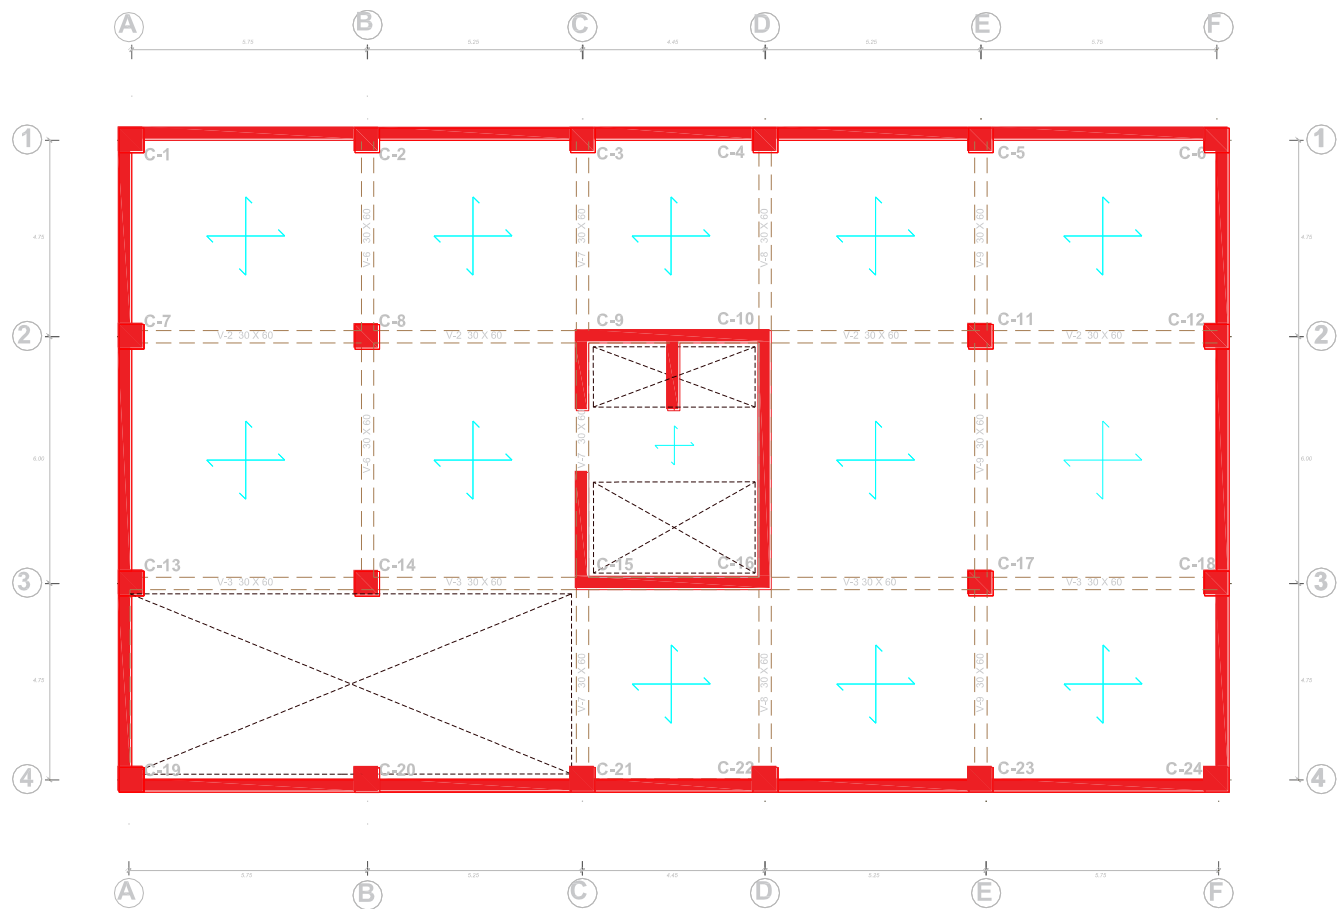 A B C D E F
5.75 5.25 4.45 5.25 5.75
1 1
C-1 C-2 C-3 C-4 C-5 C-6
4.75 V-6 30 X 60 V-7 30 X 60 V-8 30 X 60 V-9 30 X 60 4.75
C-7 C-8 C-9 C-10 C-11 C-12
2 V-2 30 X 60 V-2 30 X 60 V-2 30 X 60 V-2 30 X 60 2
6.00 V-6 30 X 60 V-7 30 X 60 V-9 30 X 60 6.00
C-13 C-14 C-15 C-16 C-17 C-18
3 V-3 30 X 60 V-3 30 X 60 V-3 30 X 60 V-3 30 X 60 3
4.75 V-7 30 X 60 V-8 30 X 60 V-9 30 X 60 4.75
C-19 C-20 C-21 C-22 C-23 C-24
4 4
5.75 5.25 4.45 5.25 5.75
A B C D E F